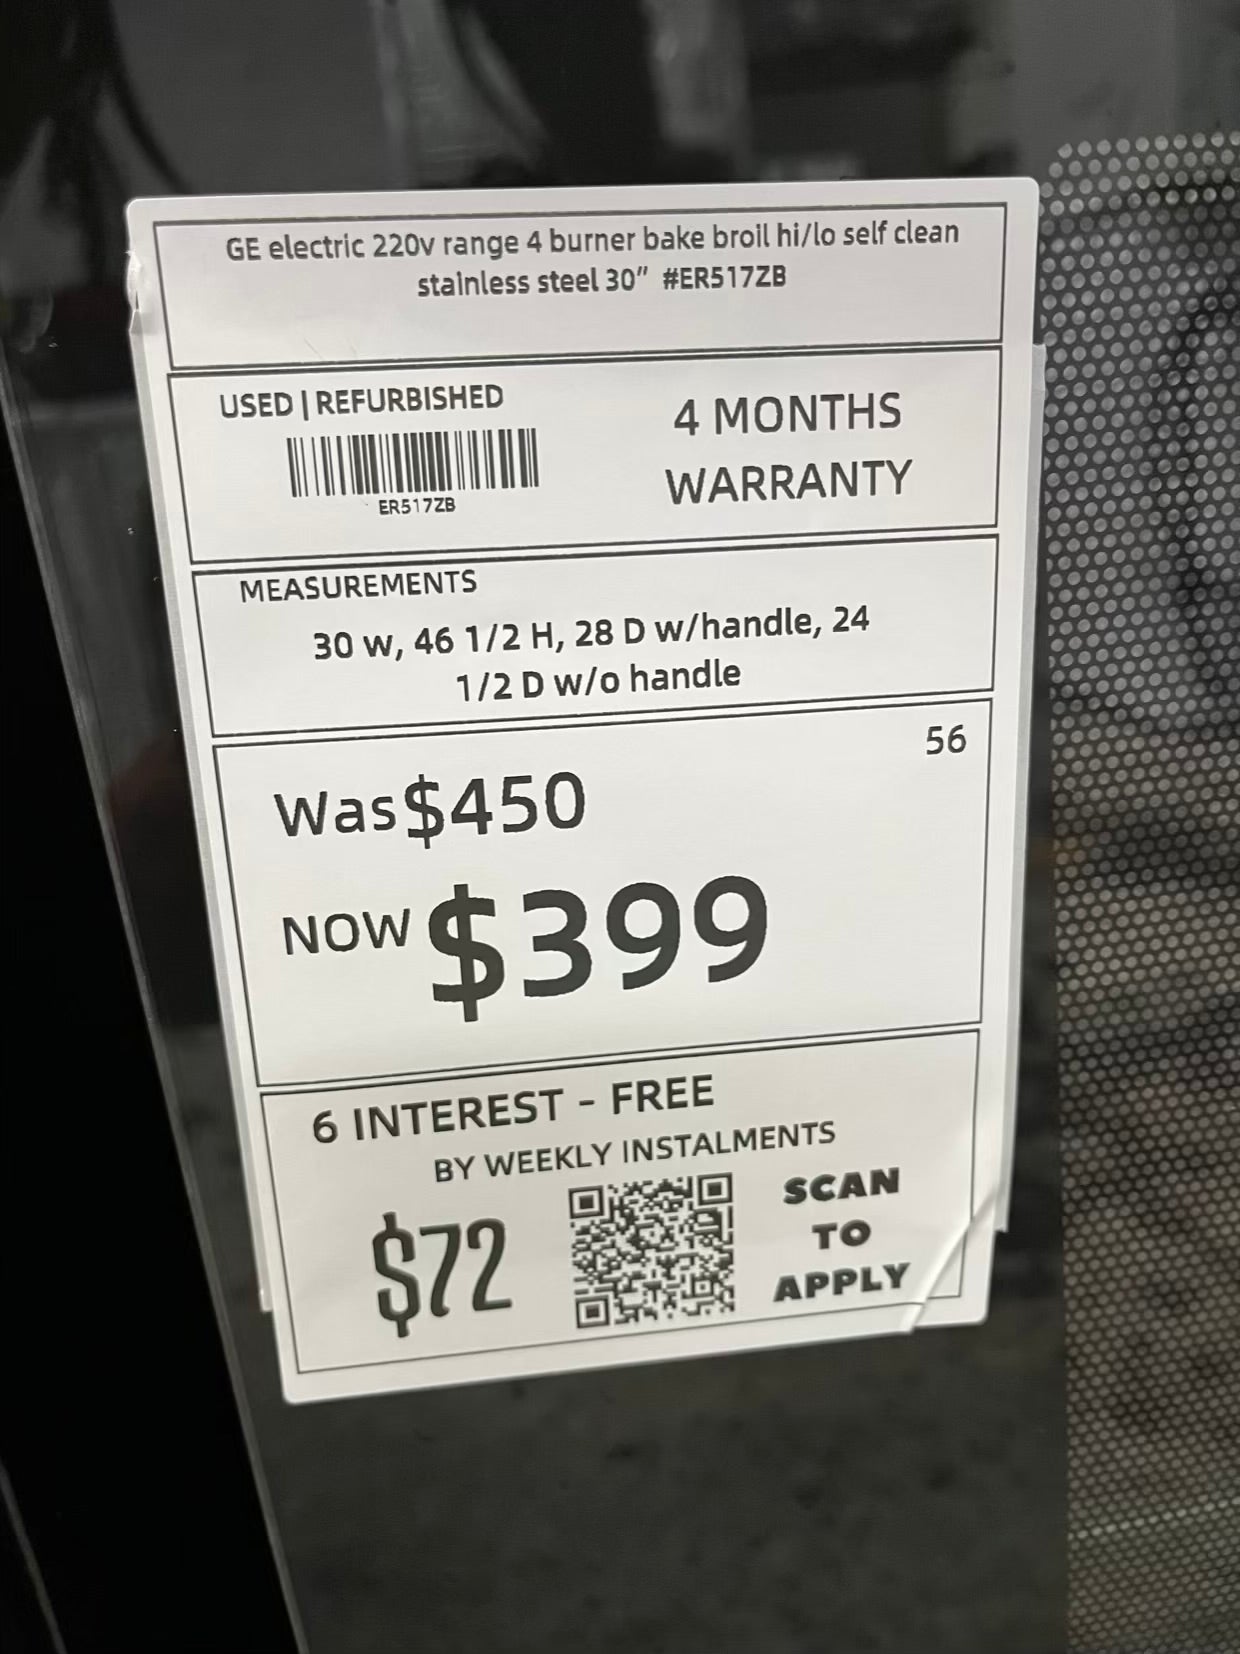 GE electric 220v range 4 burner bake broil hi/lo self clean
stainless steel 30" #ER517ZB
USED | REFURBISHED
ER517ZB
4 MONTHS
WARRANTY
MEASUREMENTS
30 w, 46 1/2 H, 28 D w/handle, 24
1/2 D w/o handle
56
Was $450
NOW $399
6 INTEREST - FREE
BY WEEKLY INSTALMENTS
$72
SCAN
TO
APPLY